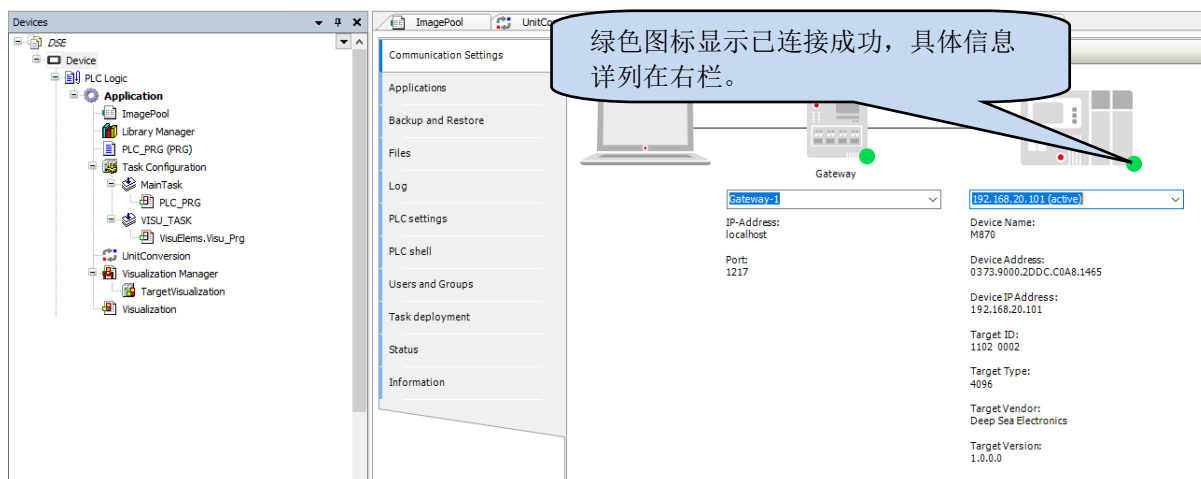 Devices
DSE
Device
PLC Logic
Application
ImagePool
Library Manager
PLC_PRG (PRG)
Task Configuration
MainTask
PLC_PRG
VISU_TASK
VisuElems.Visu_Prg
UnitConversion
Visualization Manager
TargetVisualization
Visualization
ImagePool
绿色图标显示已连接成功，具体信息
详列在右栏。
Communication Settings
Applications
Backup and Restore
Files
Log
PLC settings
PLC shell
Users and Groups
Task deployment
Status
Information
Gateway
Gateway-1
IP-Address:
localhost
Port:
1217
192.168.20.101 (active)
Device Name:
M870
Device Address:
0373.9000.2DDC.C0A8.1465
Device IP Address:
192.168.20.101
Target ID:
1102 0002
Target Type:
4096
Target Vendor:
Deep Sea Electronics
Target Version:
1.0.0.0